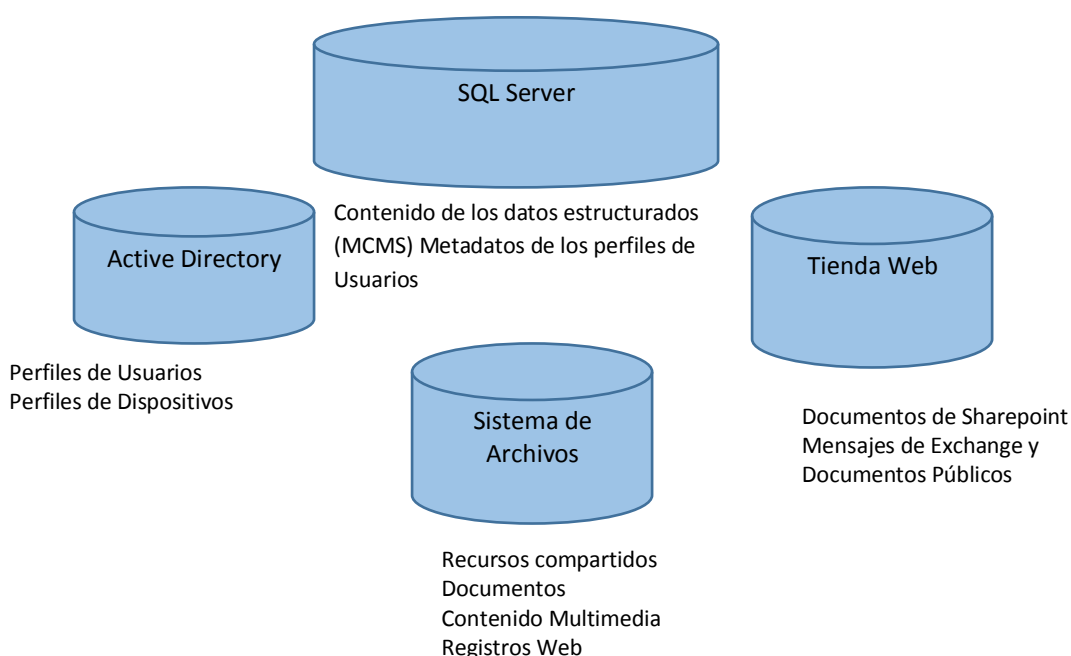 SQL Server
Contenido de los datos estructurados
(MCMS) Metadatos de los perfiles de
Usuarios
Active Directory
Perfiles de Usuarios
Perfiles de Dispositivos
Tienda Web
Documentos de Sharepoint
Mensajes de Exchange y
Documentos Públicos
Sistema de
Archivos
Recursos compartidos
Documentos
Contenido Multimedia
Registros Web